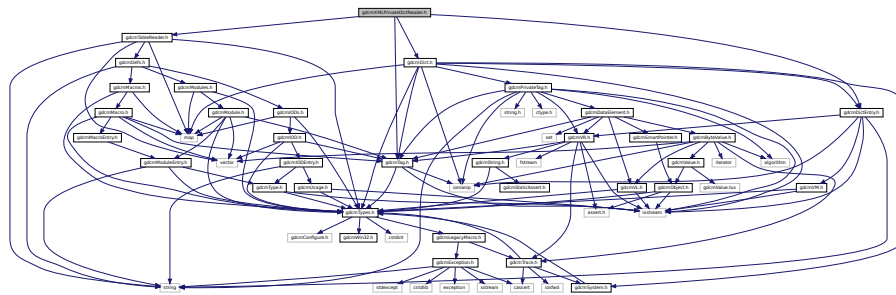 gdcmXMLPrivateDictReader.h
gdcmTableReader.h
gdcmDefs.h
gdcmDict.h
gdcmMacros.h
gdcmModules.h
gdcmPrivateTag.h
gdcmMacro.h
gdcmModule.h
gdcmIODs.h
string.h
ctype.h
gdcmDataElement.h
gdcmDictEntry.h
gdcmMacroEntry.h
map
gdcmIOD.h
set
gdcmVR.h
gdcmSmartPointer.h
gdcmByteValue.h
gdcmModuleEntry.h
vector
gdcmIODEntry.h
gdcmTag.h
gdcmString.h
fstream
gdcmValue.h
iterator
algorithm
gdcmType.h
gdcmUsage.h
iomanip
gdcmStaticAssert.h
gdcmVL.h
gdcmObject.h
gdcmValue.txx
gdcmVM.h
gdcmTypes.h
assert.h
iostream
gdcmConfigure.h
gdcmWin32.h
cstdint
gdcmLegacyMacro.h
gdcmException.h
gdcmTrace.h
string
stdexcept
cstdlib
exception
sstream
cassert
iosfwd
gdcmSystem.h